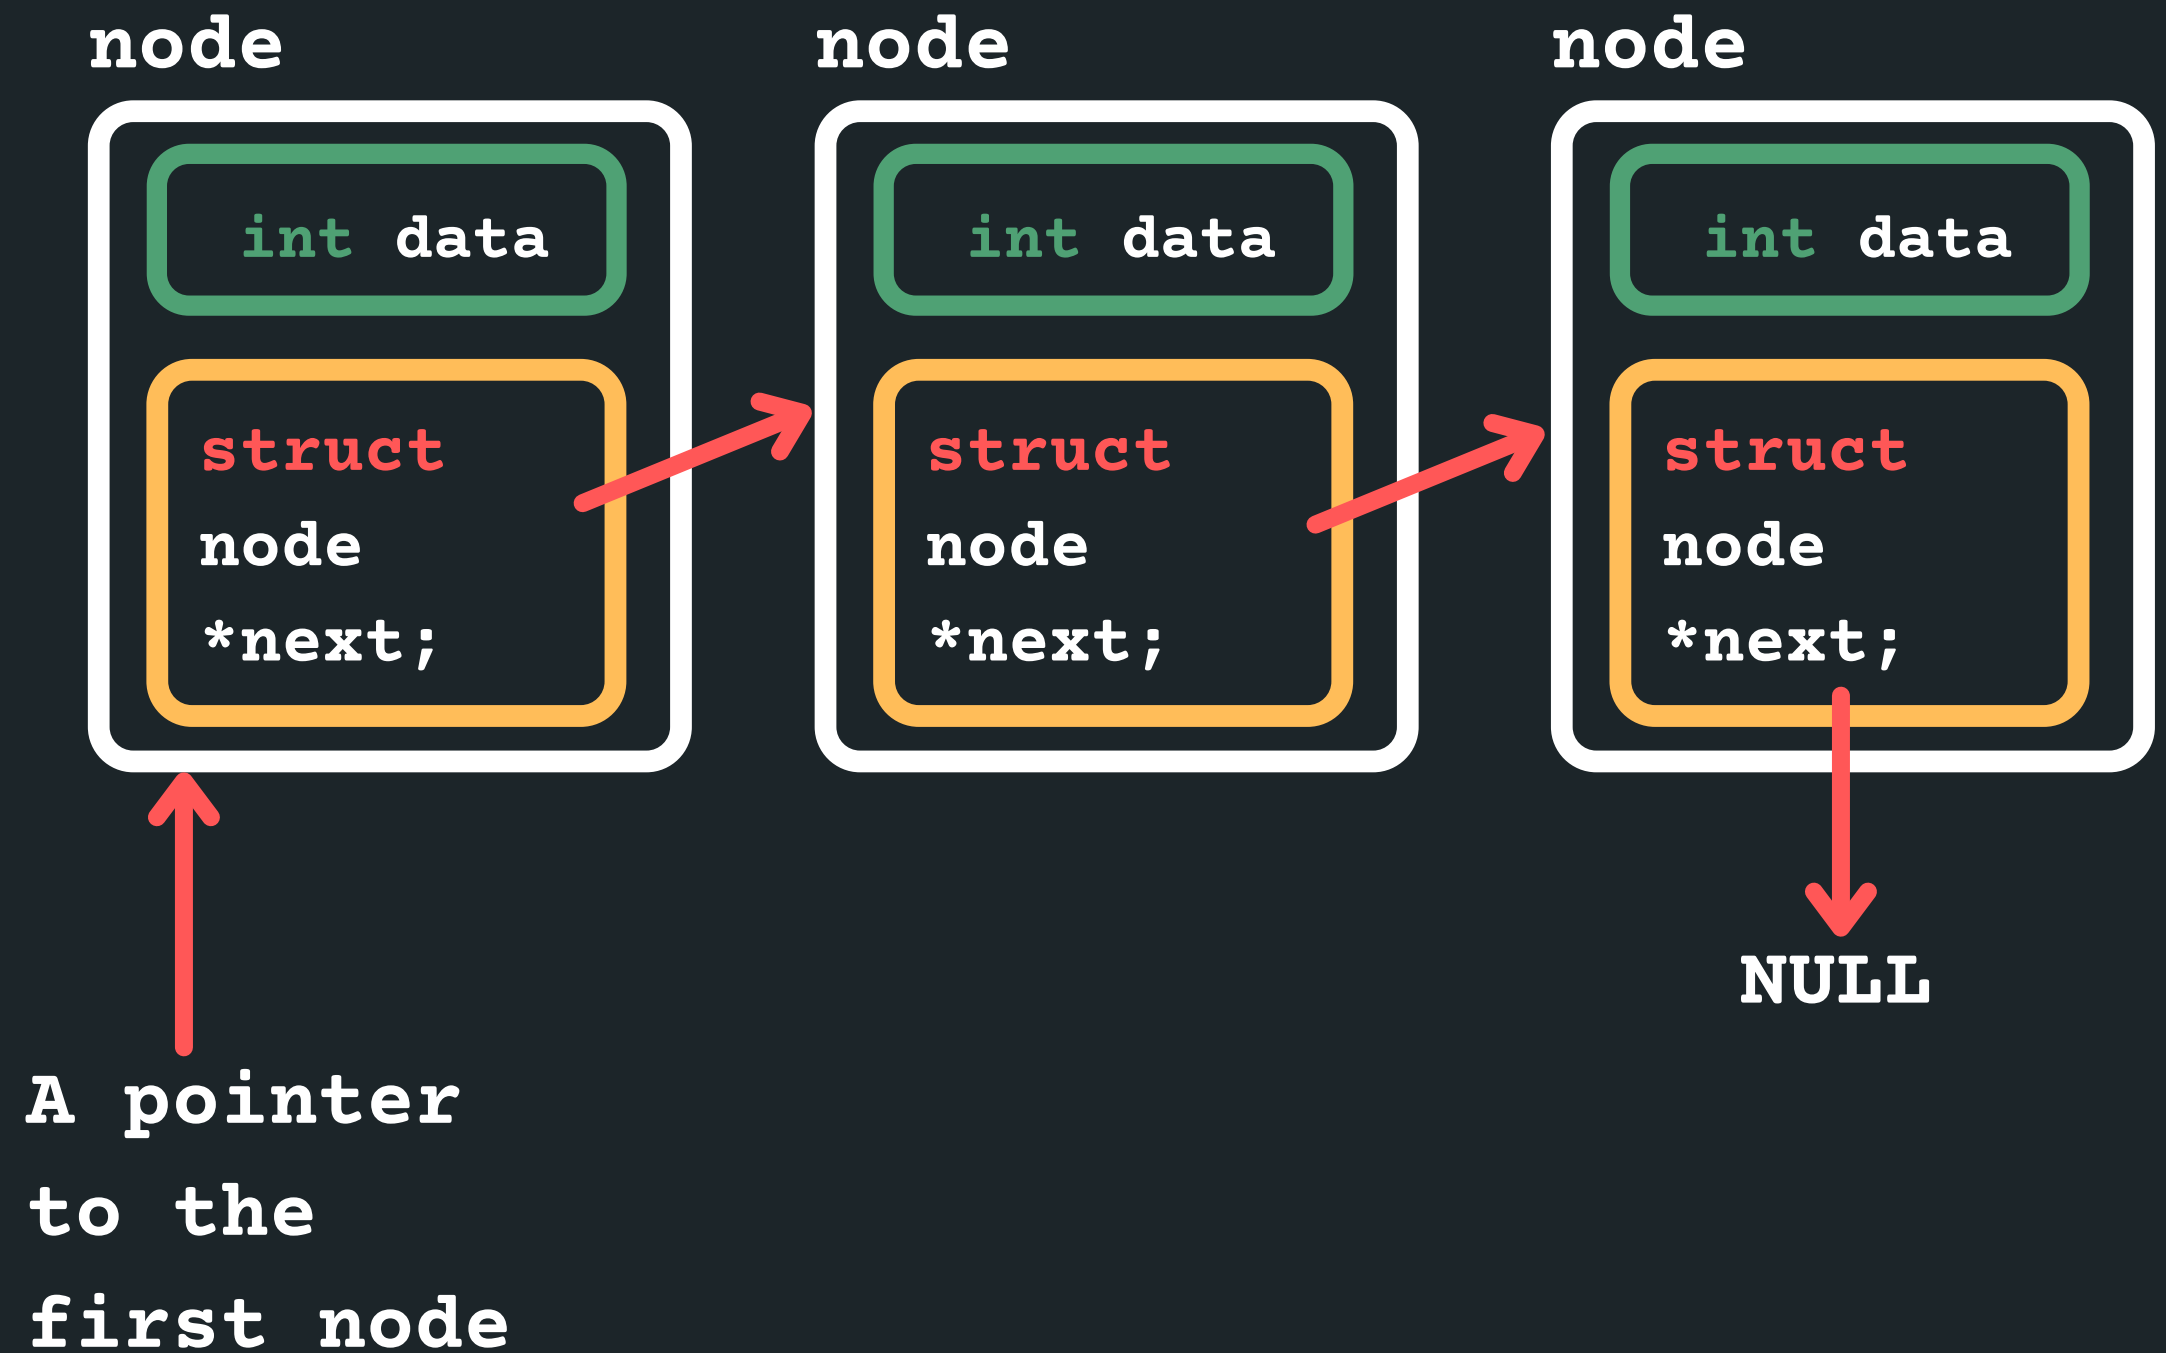 node
int data
struct
node
*next;
node
int data
struct
node
*next;
node
int data
struct
node
*next;
NULL
A pointer
to the
first node